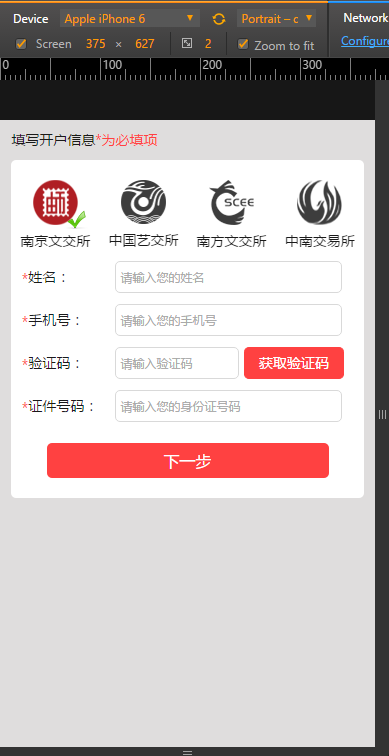 Device Apple iPhone 6 Portrait – c Network
Screen 375 × 627 2 Zoom to fit Configure
0 100 200 300
填写开户信息*为必填项
SCEE
南京文交所 中国艺交所 南方文交所 中南交易所
*姓名： 请输入您的姓名
*手机号： 请输入您的手机号
*验证码： 请输入验证码 获取验证码
*证件号码： 请输入您的身份证号码
下一步